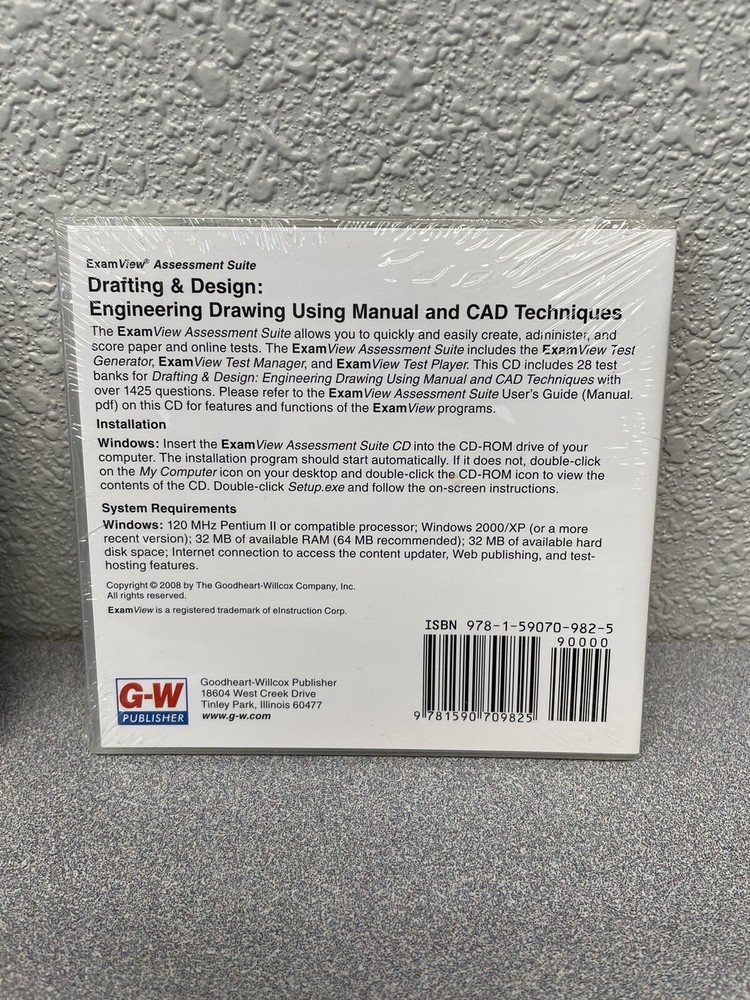 ExamView® Assessment Suite
Drafting & Design:
Engineering Drawing Using Manual and CAD Techniques
The ExamView Assessment Suite allows you to quickly and easily create, administer, and
score paper and online tests. The ExamView Assessment Suite includes the ExamView Test
Generator, ExamView Test Manager, and ExamView Test Player. This CD includes 28 test
banks for Drafting & Design: Engineering Drawing Using Manual and CAD Techniques with
over 1425 questions. Please refer to the ExamView Assessment Suite User's Guide (Manual.
pdf) on this CD for features and functions of the ExamView programs.
Installation
Windows: Insert the ExamView Assessment Suite CD into the CD-ROM drive of your
computer. The installation program should start automatically. If it does not, double-click
on the My Computer icon on your desktop and double-click the CD-ROM icon to view the
contents of the CD. Double-click Setup.exe and follow the on-screen instructions.
System Requirements
Windows: 120 MHz Pentium II or compatible processor; Windows 2000/XP (or a more
recent version); 32 MB of available RAM (64 MB recommended); 32 MB of available hard
disk space; Internet connection to access the content updater, Web publishing, and test-
hosting features.
Copyright © 2008 by The Goodheart-Willcox Company, Inc.
All rights reserved.
ExamView is a registered trademark of eInstruction Corp.
ISBN 978-1-59070-982-5
90000
9 781590 709825
G-W
PUBLISHER
Goodheart-Willcox Publisher
18604 West Creek Drive
Tinley Park, Illinois 60477
www.g-w.com